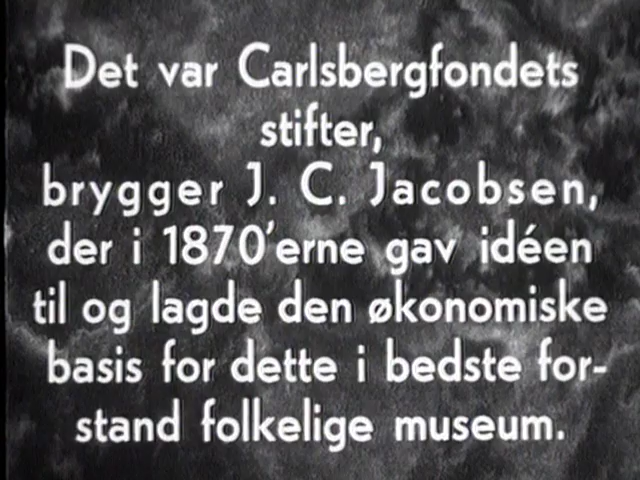 Det var Carlsbergfondets
stifter,
brygger J. C. Jacobsen,
der i 1870'erne gav idéen
til og lagde den økonomiske
basis for dette i bedste for-
stand folkelige museum.